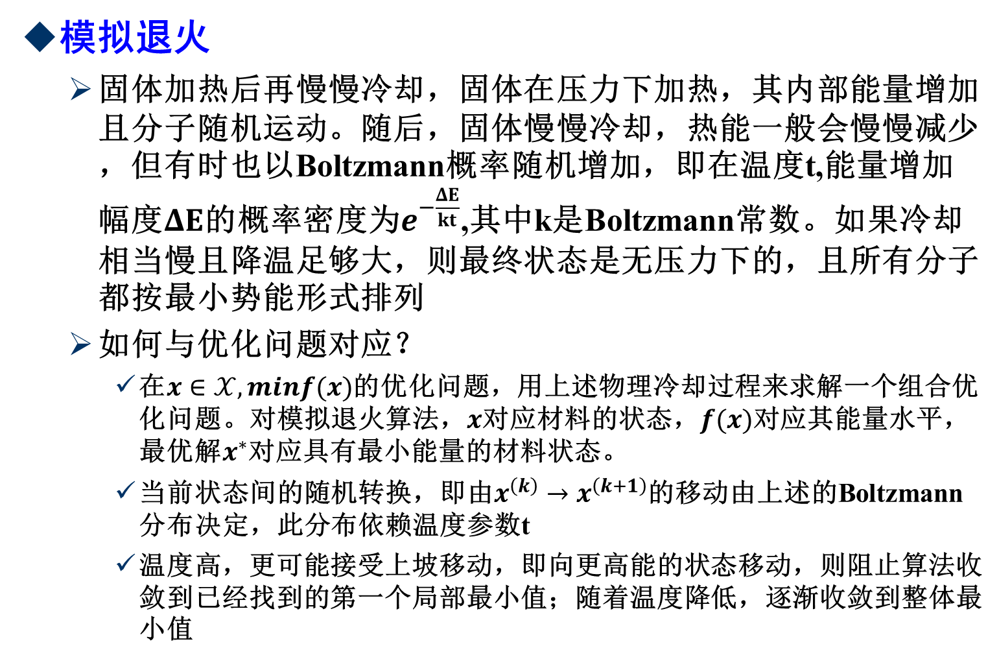 模拟退火
固体加热后再慢慢冷却，固体在压力下加热，其内部能量增加
且分子随机运动。随后，固体慢慢冷却，热能一般会慢慢减少
，但有时也以Boltzmann概率随机增加，即在温度t,能量增加
幅度ΔE的概率密度为e^{-\frac{ΔE}{kt}},其中k是Boltzmann常数。如果冷却
相当慢且降温足够大，则最终状态是无压力下的，且所有分子
都按最小势能形式排列
如何与优化问题对应？
在x ∈ 𝒳, minf(x)的优化问题，用上述物理冷却过程来求解一个组合优
化问题。对模拟退火算法，x对应材料的状态，f(x)对应其能量水平，
最优解x*对应具有最小能量的材料状态。
当前状态间的随机转换，即由x^{(k)} → x^{(k+1)}的移动由上述的Boltzmann
分布决定，此分布依赖温度参数t
温度高，更可能接受上坡移动，即向更高能的状态移动，则阻止算法收
敛到已经找到的第一个局部最小值；随着温度降低，逐渐收敛到整体最
小值